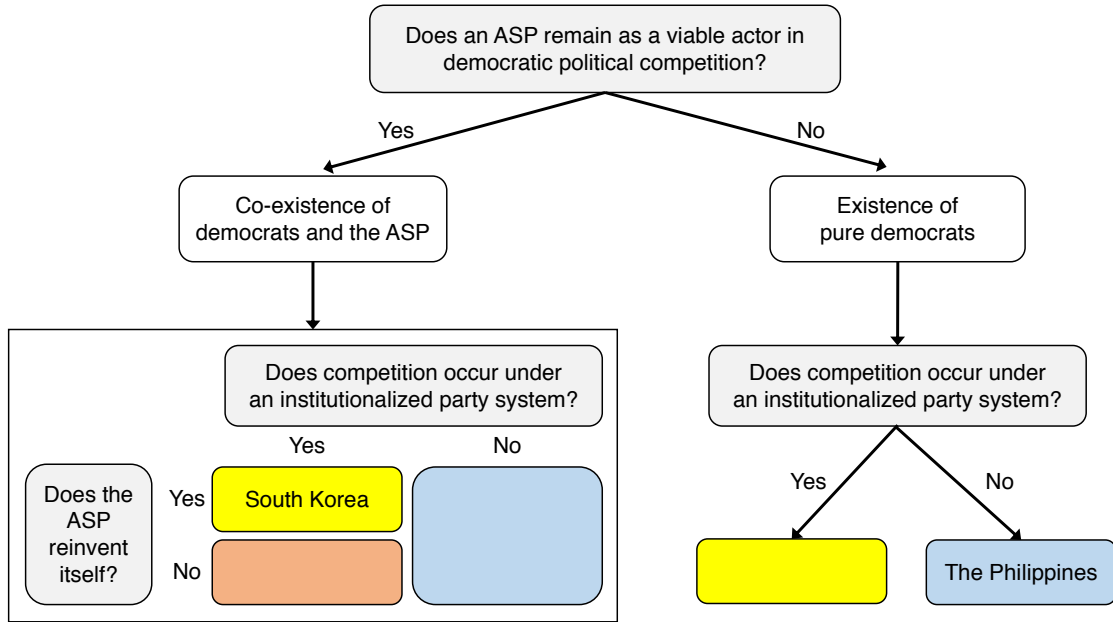 Does an ASP remain as a viable actor in
democratic political competition?
Yes
No
Co-existence of
democrats and the ASP
Existence of
pure democrats
Does competition occur under
an institutionalized party system?
Yes
No
Does the
ASP
reinvent
itself?
Yes
South Korea
No
Does competition occur under
an institutionalized party system?
Yes
No
The Philippines